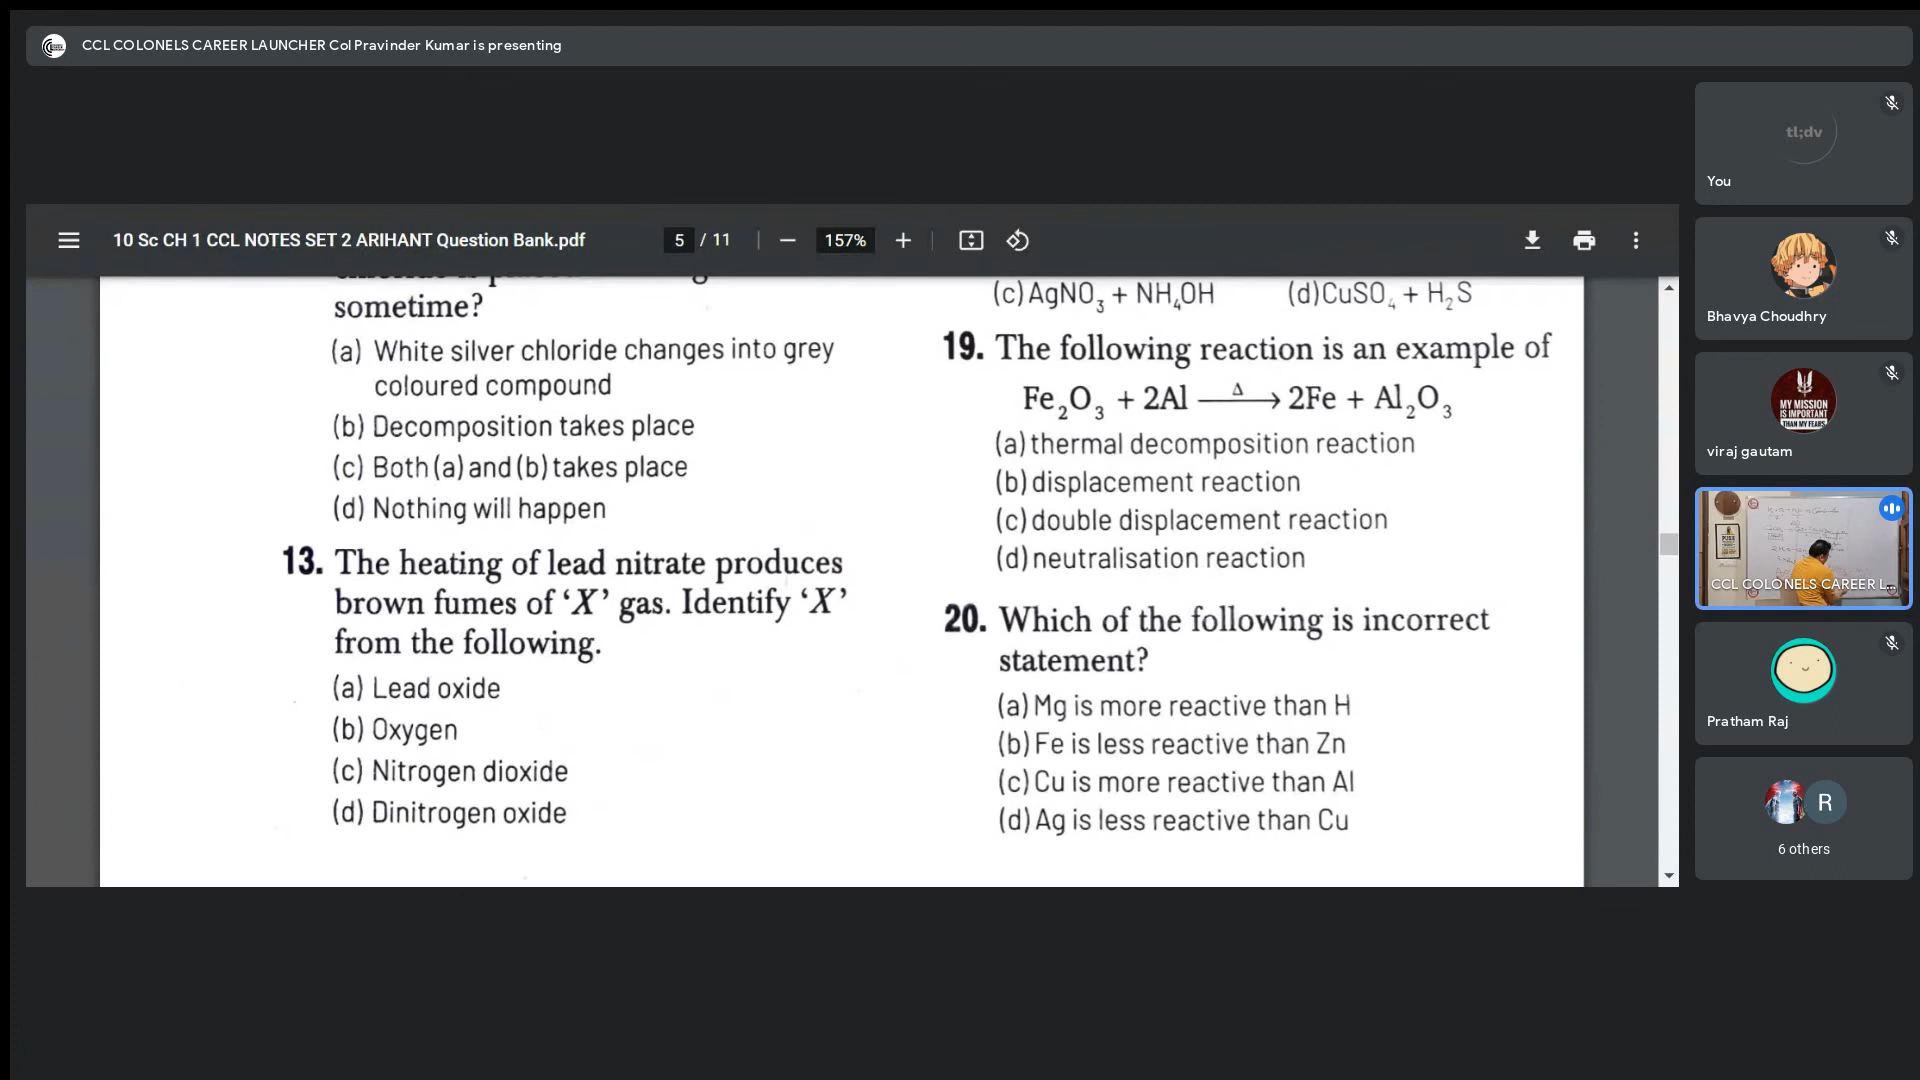 CCL COLONELS CAREER LAUNCHER Col Pravinder Kumar is presenting
10 Sc CH 1 CCL NOTES SET 2 ARIHANT Question Bank.pdf
5 / 11
157%
sometime?
(a) White silver chloride changes into grey
coloured compound
(b) Decomposition takes place
(c) Both (a) and (b) takes place
(d) Nothing will happen
13. The heating of lead nitrate produces
brown fumes of ‘X’ gas. Identify ‘X’
from the following.
(a) Lead oxide
(b) Oxygen
(c) Nitrogen dioxide
(d) Dinitrogen oxide
(c) AgNO₃ + NH₄OH (d) CuSO₄ + H₂S
19. The following reaction is an example of
Fe₂O₃ + 2Al —Δ→ 2Fe + Al₂O₃
(a) thermal decomposition reaction
(b) displacement reaction
(c) double displacement reaction
(d) neutralisation reaction
20. Which of the following is incorrect
statement?
(a) Mg is more reactive than H
(b) Fe is less reactive than Zn
(c) Cu is more reactive than Al
(d) Ag is less reactive than Cu
tl;dv
You
Bhavya Choudhry
MY MISSION
IS IMPORTANT
THAN MY FEARS
viraj gautam
CCL COLONELS CAREER L...
Pratham Raj
R
6 others